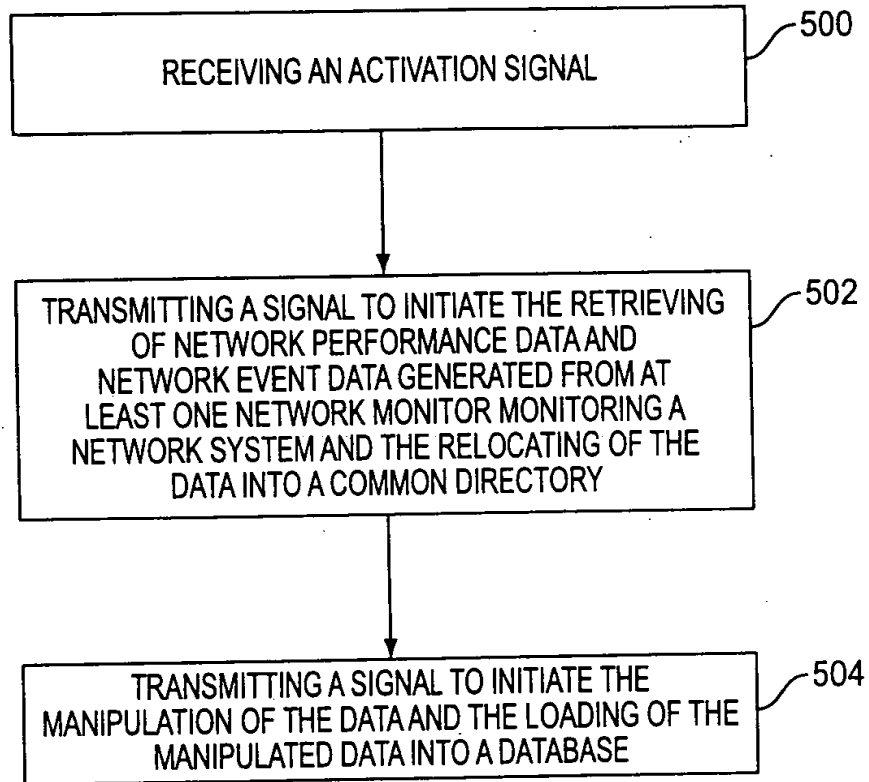 RECEIVING AN ACTIVATION SIGNAL
500
TRANSMITTING A SIGNAL TO INITIATE THE RETRIEVING
OF NETWORK PERFORMANCE DATA AND
NETWORK EVENT DATA GENERATED FROM AT
LEAST ONE NETWORK MONITOR MONITORING A
NETWORK SYSTEM AND THE RELOCATING OF THE
DATA INTO A COMMON DIRECTORY
502
TRANSMITTING A SIGNAL TO INITIATE THE
MANIPULATION OF THE DATA AND THE LOADING OF THE
MANIPULATED DATA INTO A DATABASE
504